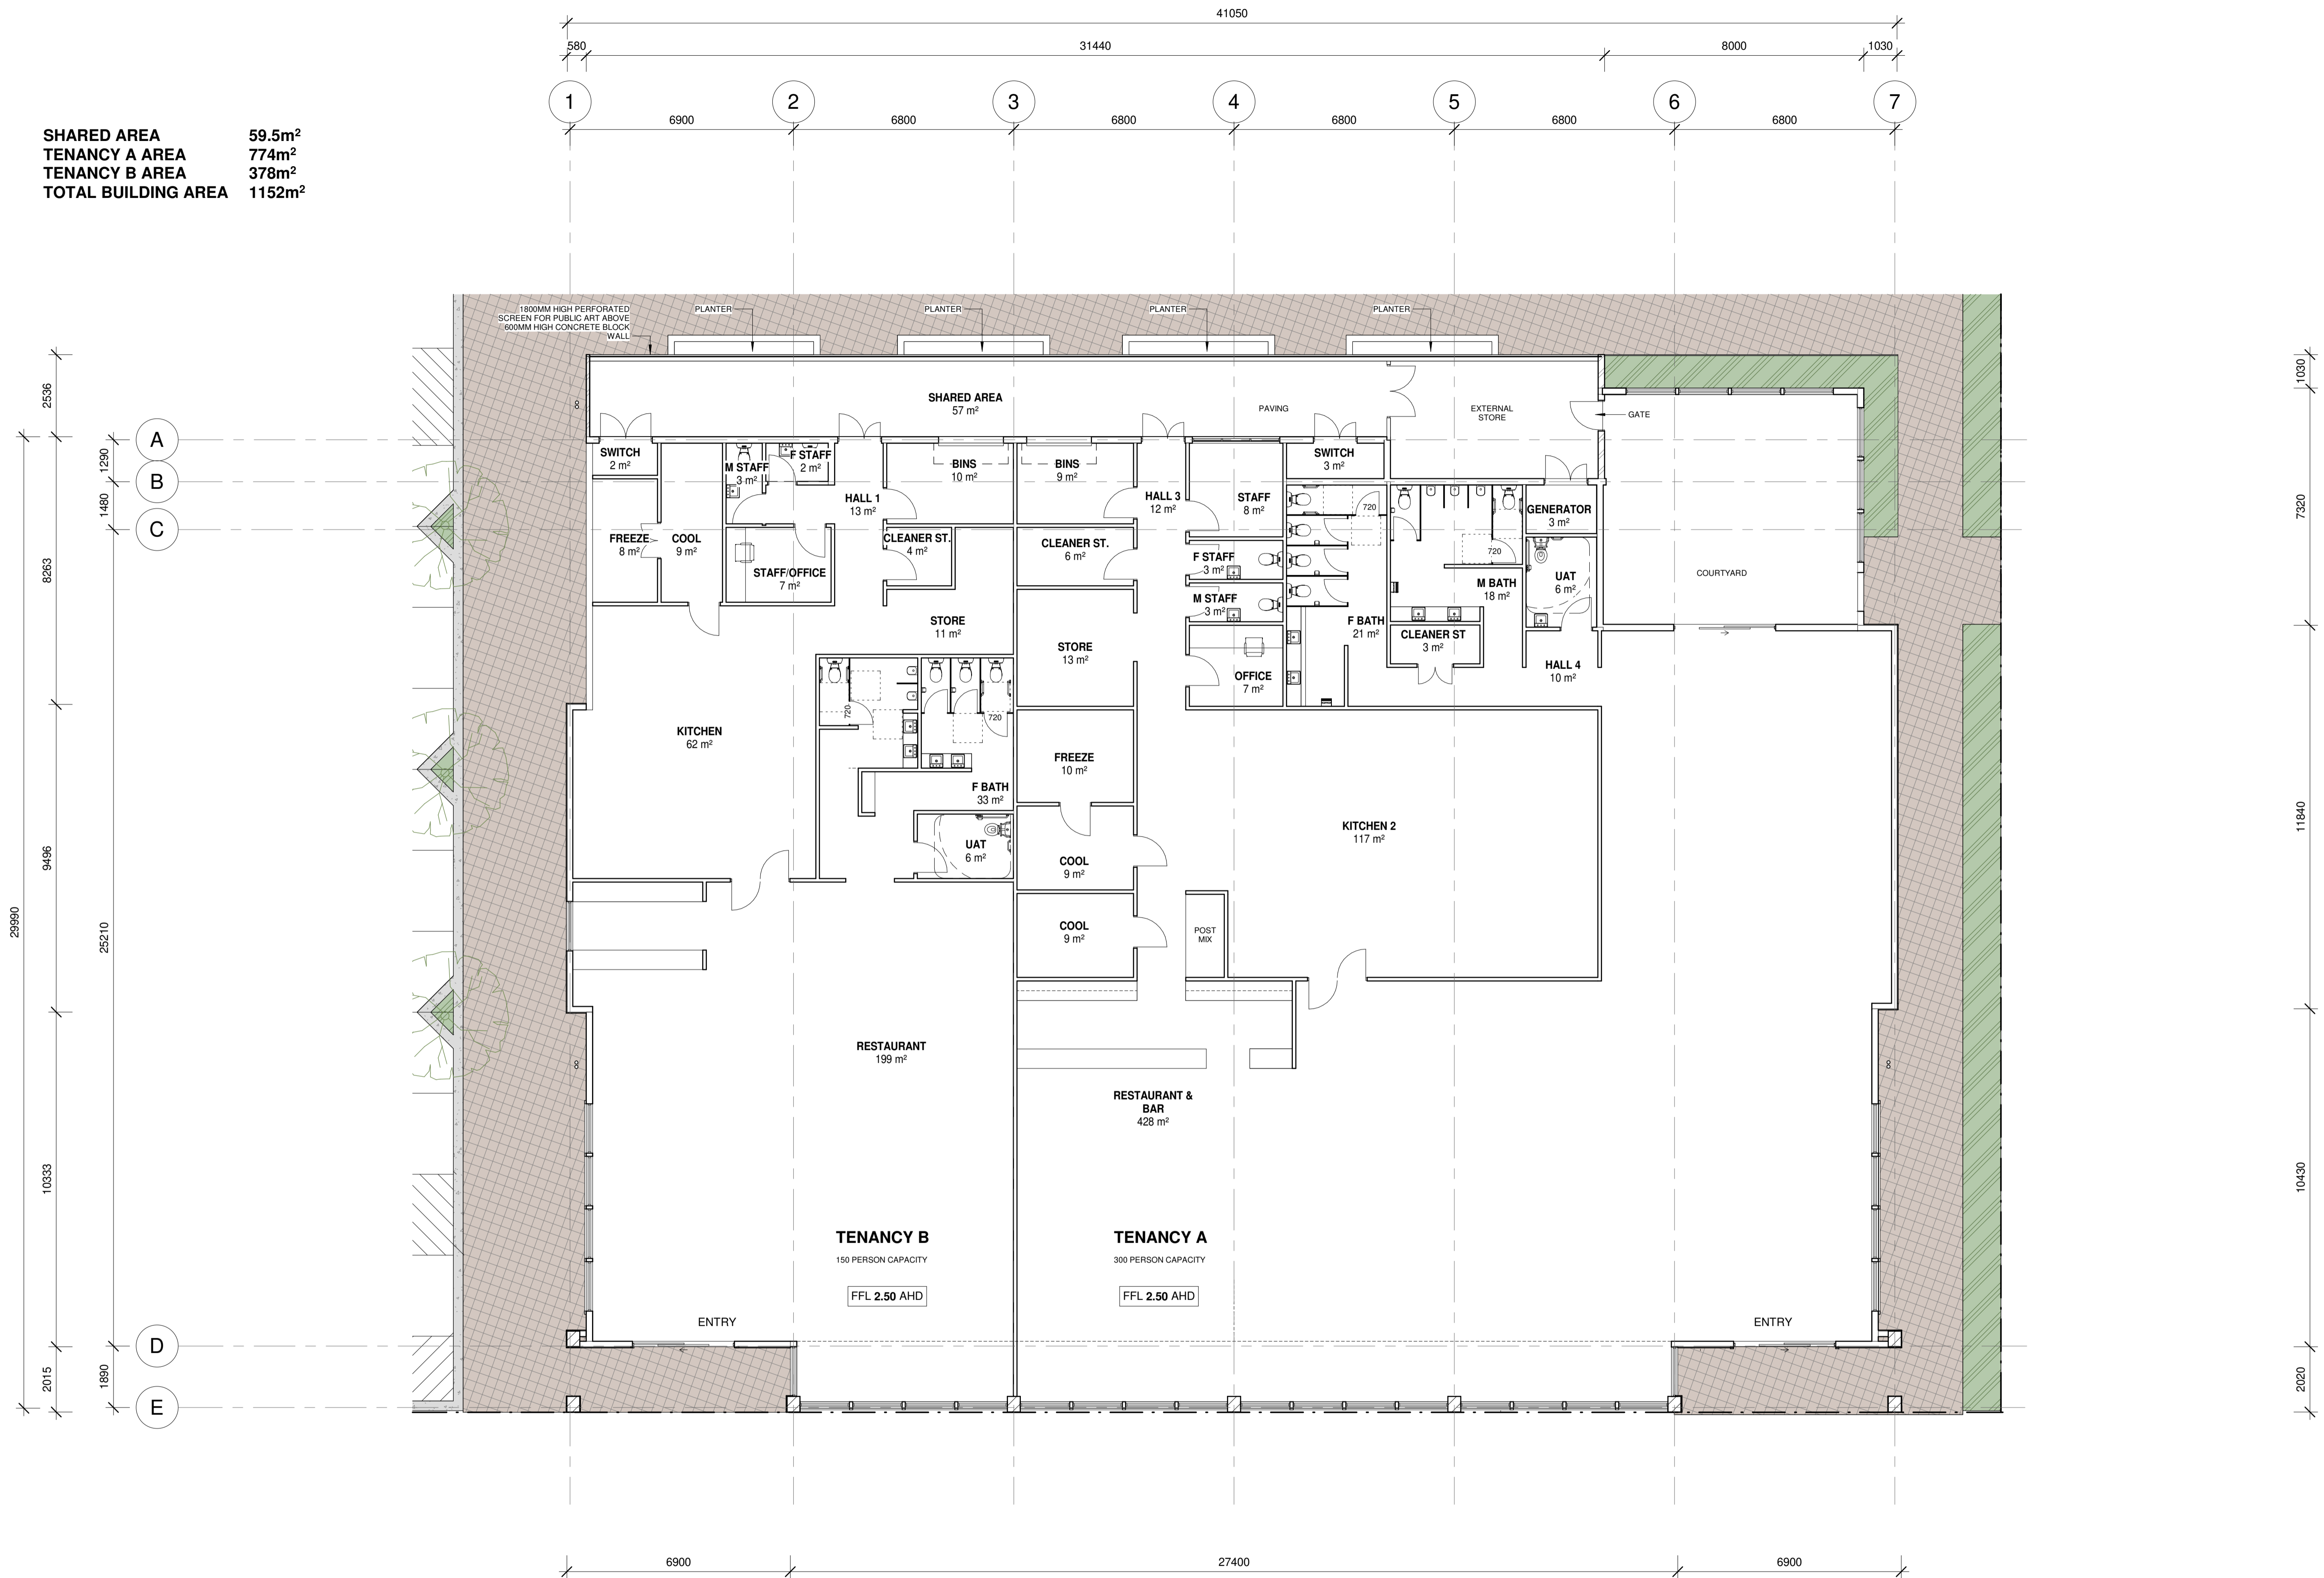 41050
580
31440
8000
1030
1
2
3
4
5
6
7
6900
6800
6800
6800
6800
6800
SHARED AREA 59.5m²
TENANCY A AREA 774m²
TENANCY B AREA 378m²
TOTAL BUILDING AREA 1152m²
1800MM HIGH PERFORATED
SCREEN FOR PUBLIC ART ABOVE
600MM HIGH CONCRETE BLOCK
WALL
PLANTER
PLANTER
PLANTER
PLANTER
SHARED AREA
57 m²
PAVING
EXTERNAL
STORE
GATE
A
B
C
D
E
2536
8263
9496
10333
2015
29990
1290
1480
25210
1890
1030
7320
11840
10430
2020
SWITCH
2 m²
M STAFF
3 m²
F STAFF
2 m²
HALL 1
13 m²
BINS
10 m²
BINS
9 m²
HALL 3
12 m²
STAFF
8 m²
SWITCH
3 m²
720
GENERATOR
3 m²
FREEZE
8 m²
COOL
9 m²
STAFF/OFFICE
7 m²
CLEANER ST.
4 m²
CLEANER ST.
6 m²
F STAFF
3 m²
M STAFF
3 m²
720
M BATH
18 m²
UAT
6 m²
COURTYARD
STORE
11 m²
STORE
13 m²
OFFICE
7 m²
F BATH
21 m²
CLEANER ST
3 m²
HALL 4
10 m²
KITCHEN
62 m²
720
720
F BATH
33 m²
UAT
6 m²
FREEZE
10 m²
COOL
9 m²
COOL
9 m²
POST
MIX
KITCHEN 2
117 m²
RESTAURANT
199 m²
RESTAURANT &
BAR
428 m²
TENANCY B
150 PERSON CAPACITY
FFL 2.50 AHD
TENANCY A
300 PERSON CAPACITY
FFL 2.50 AHD
ENTRY
ENTRY
6900
27400
6900